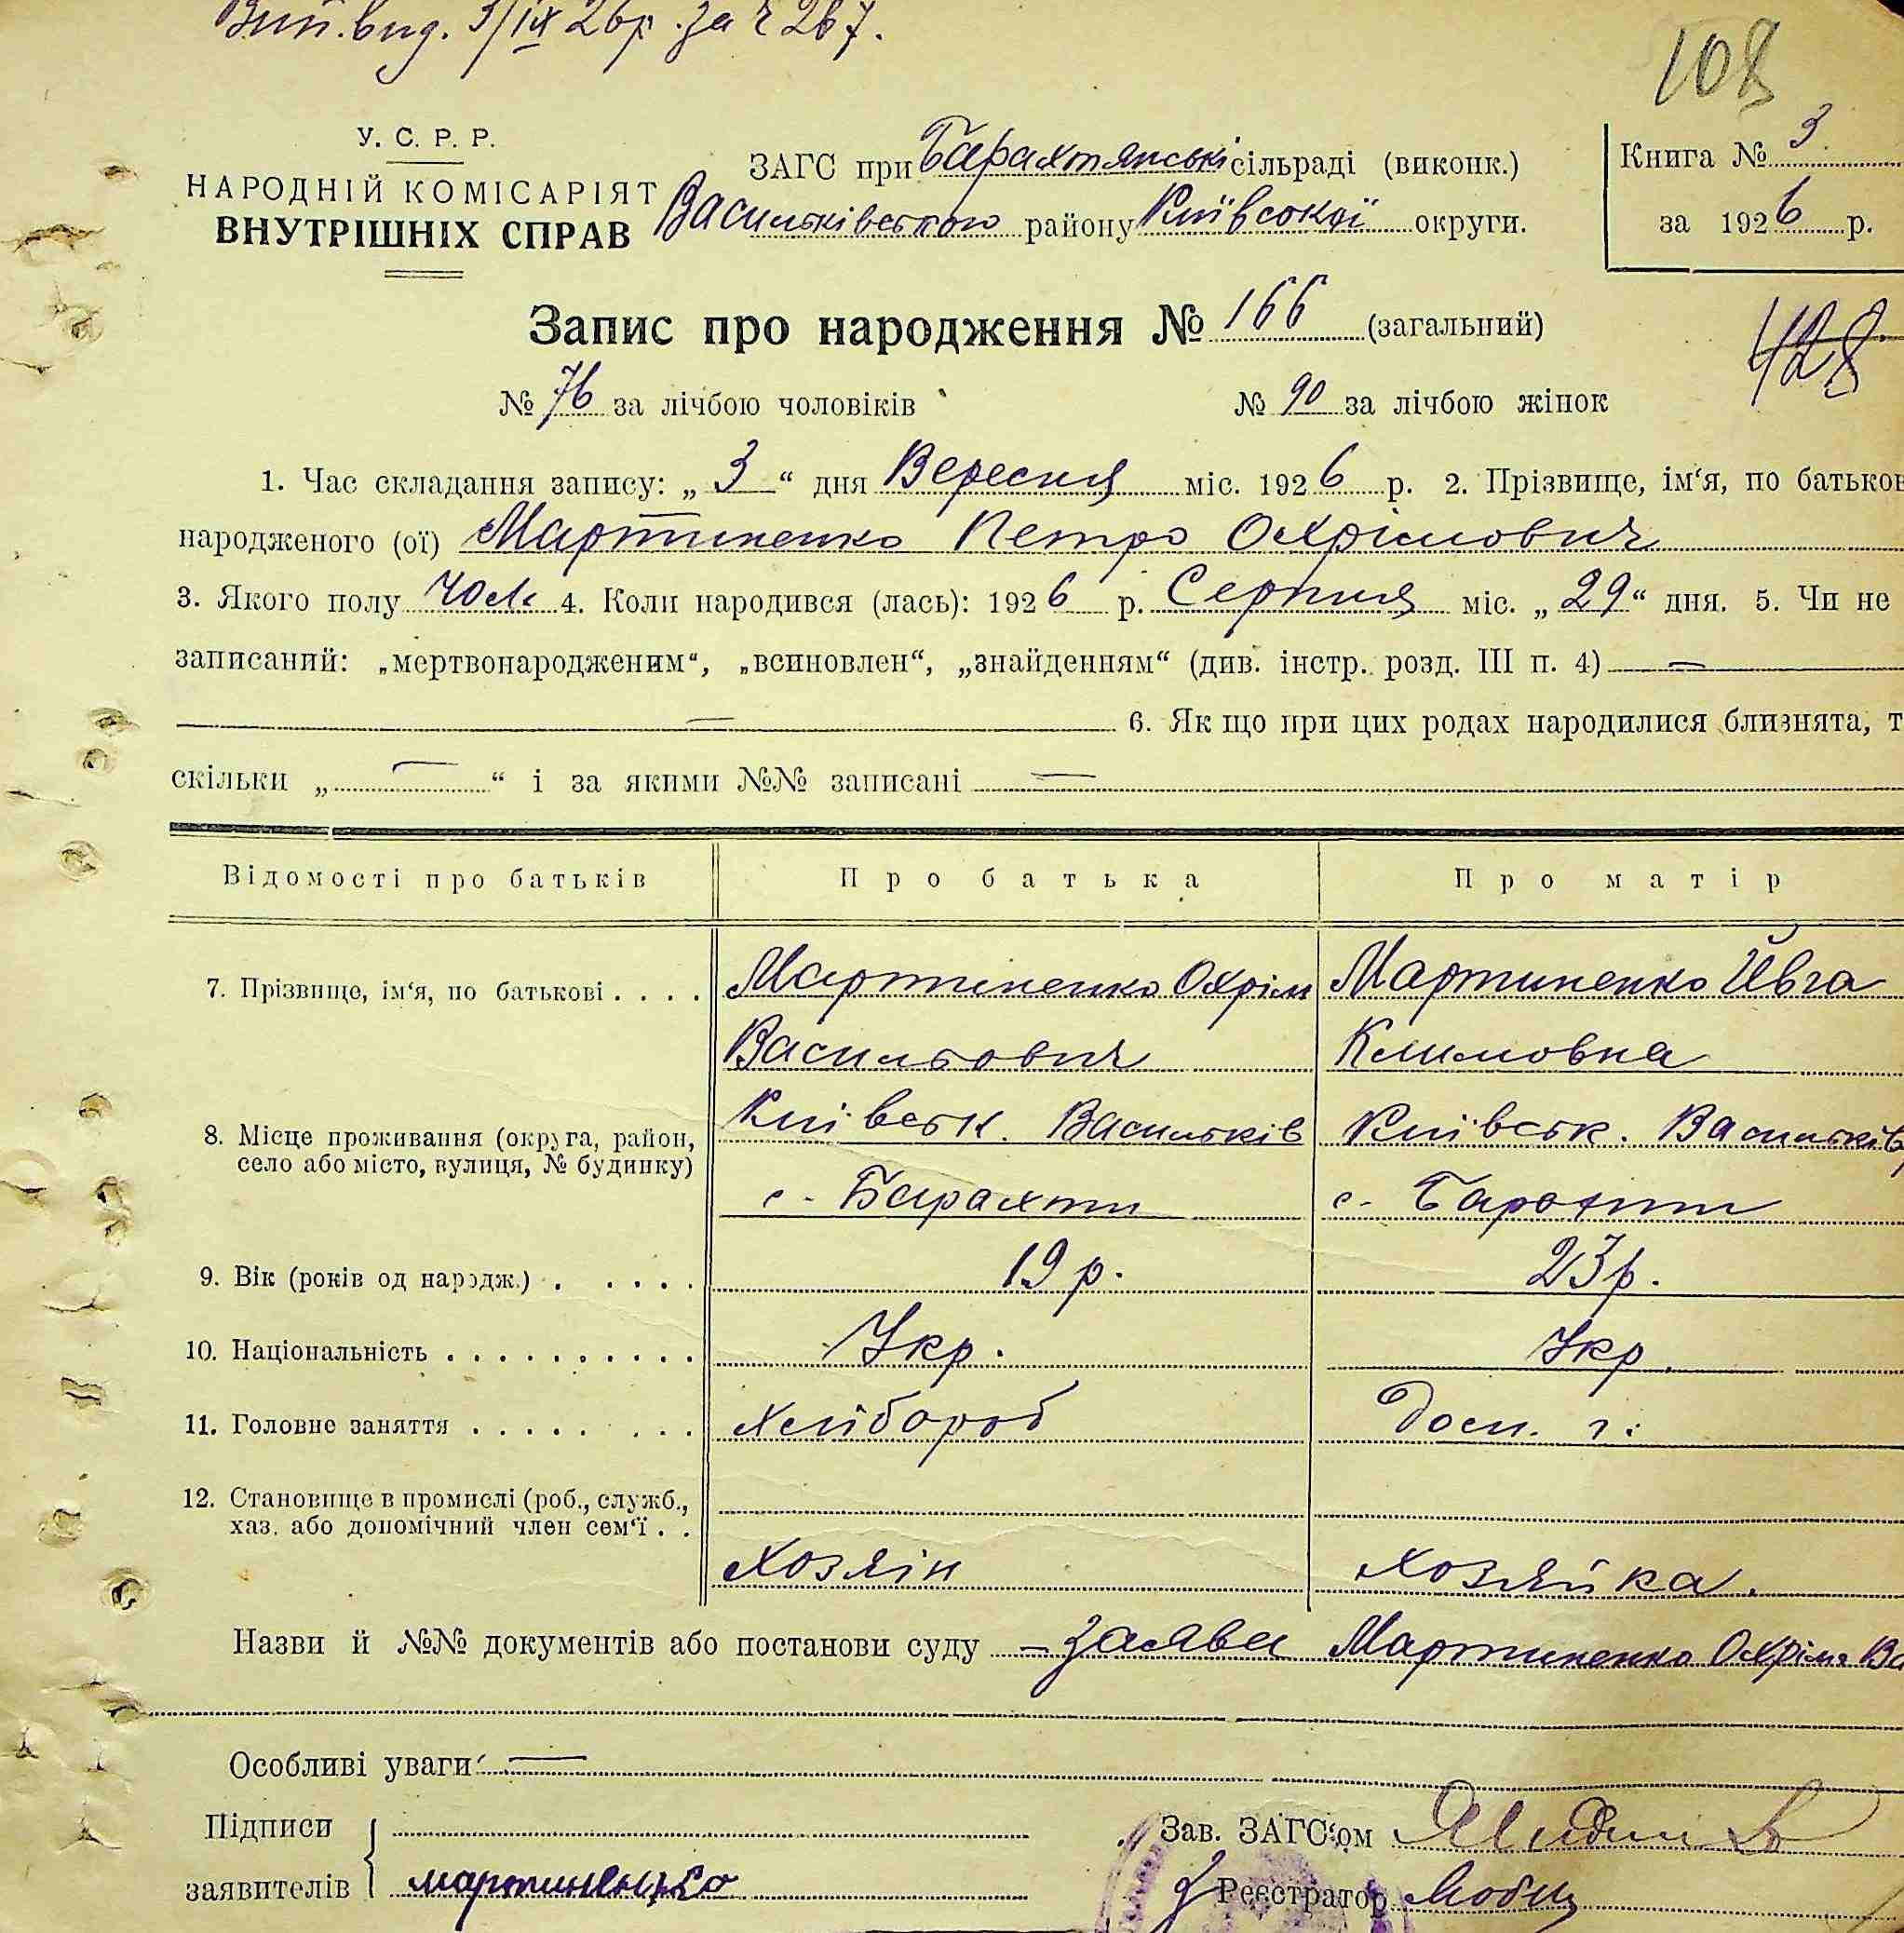 Вип. вид. 3/IX 26 р. за ч 267.
108
У. С. Р. Р.
НАРОДНІЙ КОМІСАРІЯТ
ВНУТРІШНІХ СПРАВ
ЗАГС при Барахтянські сільраді (виконк.)
Васильківського району Київської округи.
Книга № 3
за 1926 р.
Запис про народження № 166 (загальний)
428
№ 76 за лічбою чоловіків № 90 за лічбою жінок
1. Час складання запису: „ 3 “ дня Вересня міс. 1926 р. 2. Прізвище, ім‘я, по батьков
народженого (ої) Мартиненко Петро Охрімович
3. Якого полу чол. 4. Коли народився (лась): 1926 р. Серпня міс. „ 29 “ дня. 5. Чи не
записаний: „мертвонародженим“, „всиновлен“, „знайденням“ (див. інстр. розд. III п. 4) —
— 6. Як що при цих родах народилися близнята, т
скільки „ — “ і за якими №№ записані —
Відомості про батьків Про батька Про матір
7. Прізвище, ім‘я, по батькові . . . . Мартиненко Охрім Мартиненко Йвга
Васильович Климовна
8. Місце проживання (округа, район, Київськ. Васильків Київськ. Васильків
село або місто, вулиця, № будинку) с. Барахти с. Барахти
9. Вік (років од нарэдж.) . . . . . 19 р. 23 р.
10. Національність . . . . . . . . . . Укр. Укр.
11. Головне заняття . . . . . . . . хлібороб Дом. г.
12. Становище в промислі (роб., служб.,
хаз. або допомічний член сем‘ї . . Хозяін хозяйка.
Назви й №№ документів або постанови суду — заява Мартиненко Охріма Ва
Особливі уваги —
Підписи
заявителів мартиненько
Зав. ЗАГС‘ом
Реєстратор